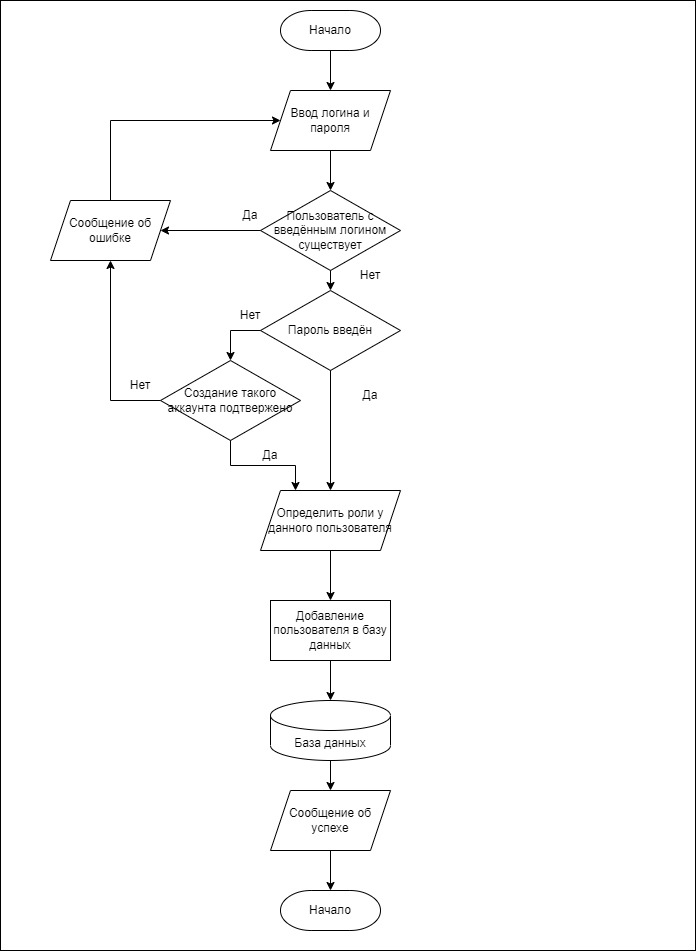 Начало
Ввод логина и
пароля
Да
Пользователь с
введённым логином
существует
Сообщение об
ошибке
Нет
Нет
Пароль введён
Нет
Создание такого
аккаунта подтвержено
Да
Да
Определить роли у
данного пользователя
Добавление
пользователя в базу
данных
База данных
Сообщение об
успехе
Начало